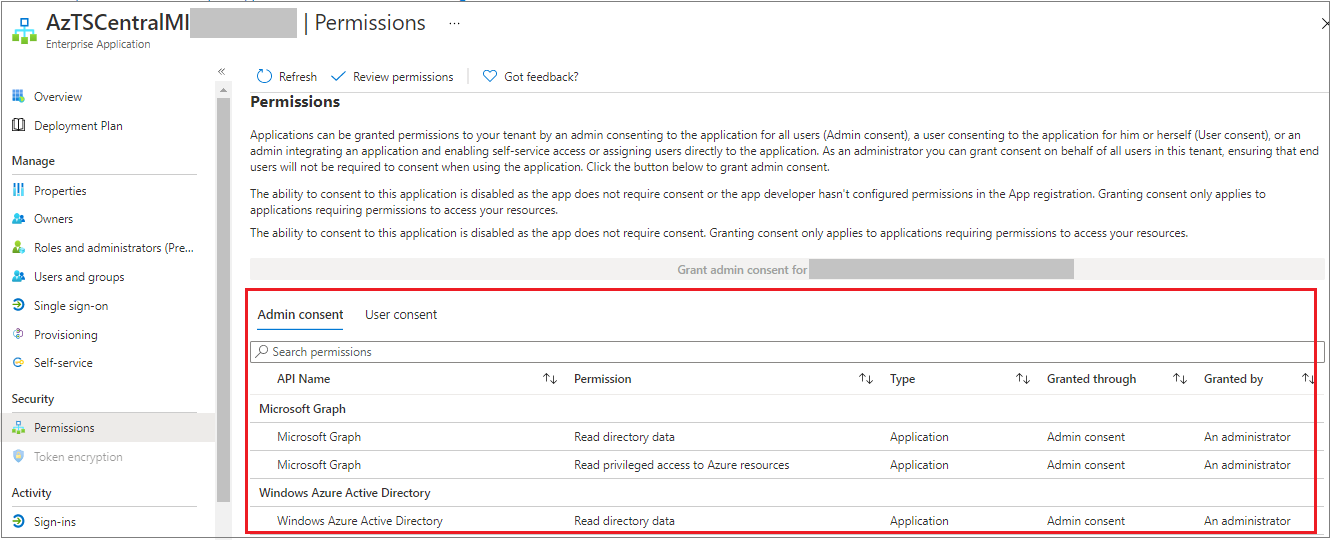 AzTSCentralMI | Permissions ...
Enterprise Application
Overview
Deployment Plan
Manage
Properties
Owners
Roles and administrators (Pre...
Users and groups
Single sign-on
Provisioning
Self-service
Security
Permissions
Token encryption
Activity
Sign-ins
Refresh Review permissions Got feedback?
Permissions
Applications can be granted permissions to your tenant by an admin consenting to the application for all users (Admin consent), a user consenting to the application for him or herself (User consent), or an
admin integrating an application and enabling self-service access or assigning users directly to the application. As an administrator you can grant consent on behalf of all users in this tenant, ensuring that end
users will not be required to consent when using the application. Click the button below to grant admin consent.
The ability to consent to this application is disabled as the app does not require consent or the app developer hasn't configured permissions in the App registration. Granting consent only applies to
applications requiring permissions to access your resources.
The ability to consent to this application is disabled as the app does not require consent. Granting consent only applies to applications requiring permissions to access your resources.
Grant admin consent for
Admin consent User consent
Search permissions
API Name Permission Type Granted through Granted by
Microsoft Graph
Microsoft Graph Read directory data Application Admin consent An administrator
Microsoft Graph Read privileged access to Azure resources Application Admin consent An administrator
Windows Azure Active Directory
Windows Azure Active Directory Read directory data Application Admin consent An administrator